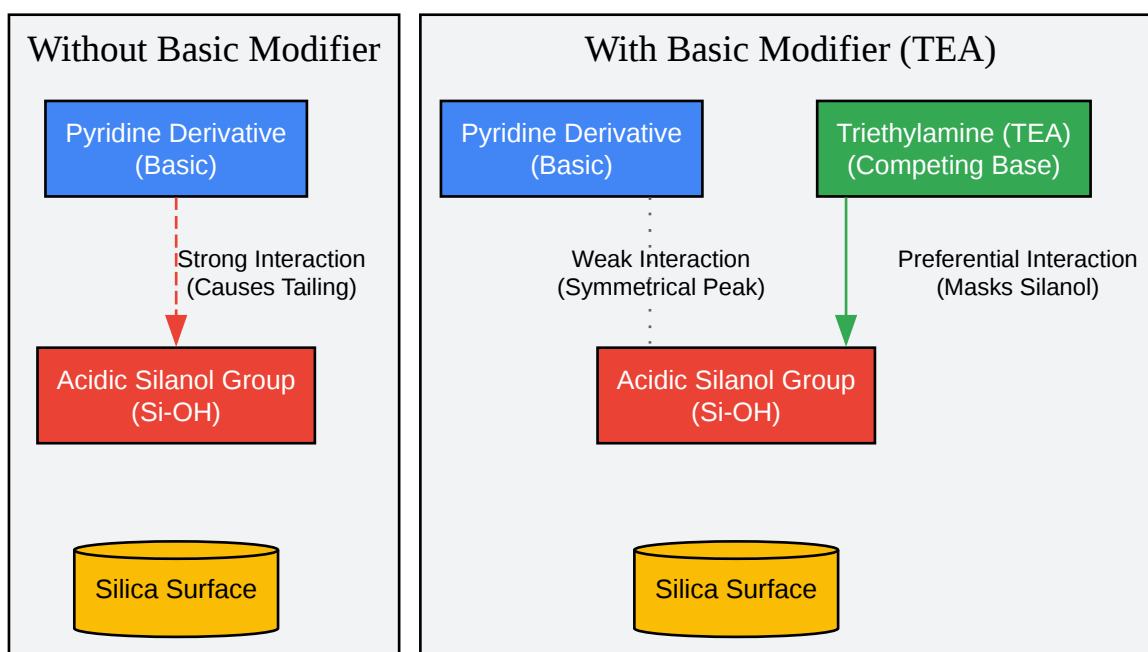 Without Basic Modifier
Pyridine Derivative
(Basic)
Strong Interaction
(Causes Tailing)
Acidic Silanol Group
(Si-OH)
Silica Surface
With Basic Modifier (TEA)
Pyridine Derivative
(Basic)
Triethylamine (TEA)
(Competing Base)
Weak Interaction
(Symmetrical Peak)
Preferential Interaction
(Masks Silanol)
Acidic Silanol Group
(Si-OH)
Silica Surface